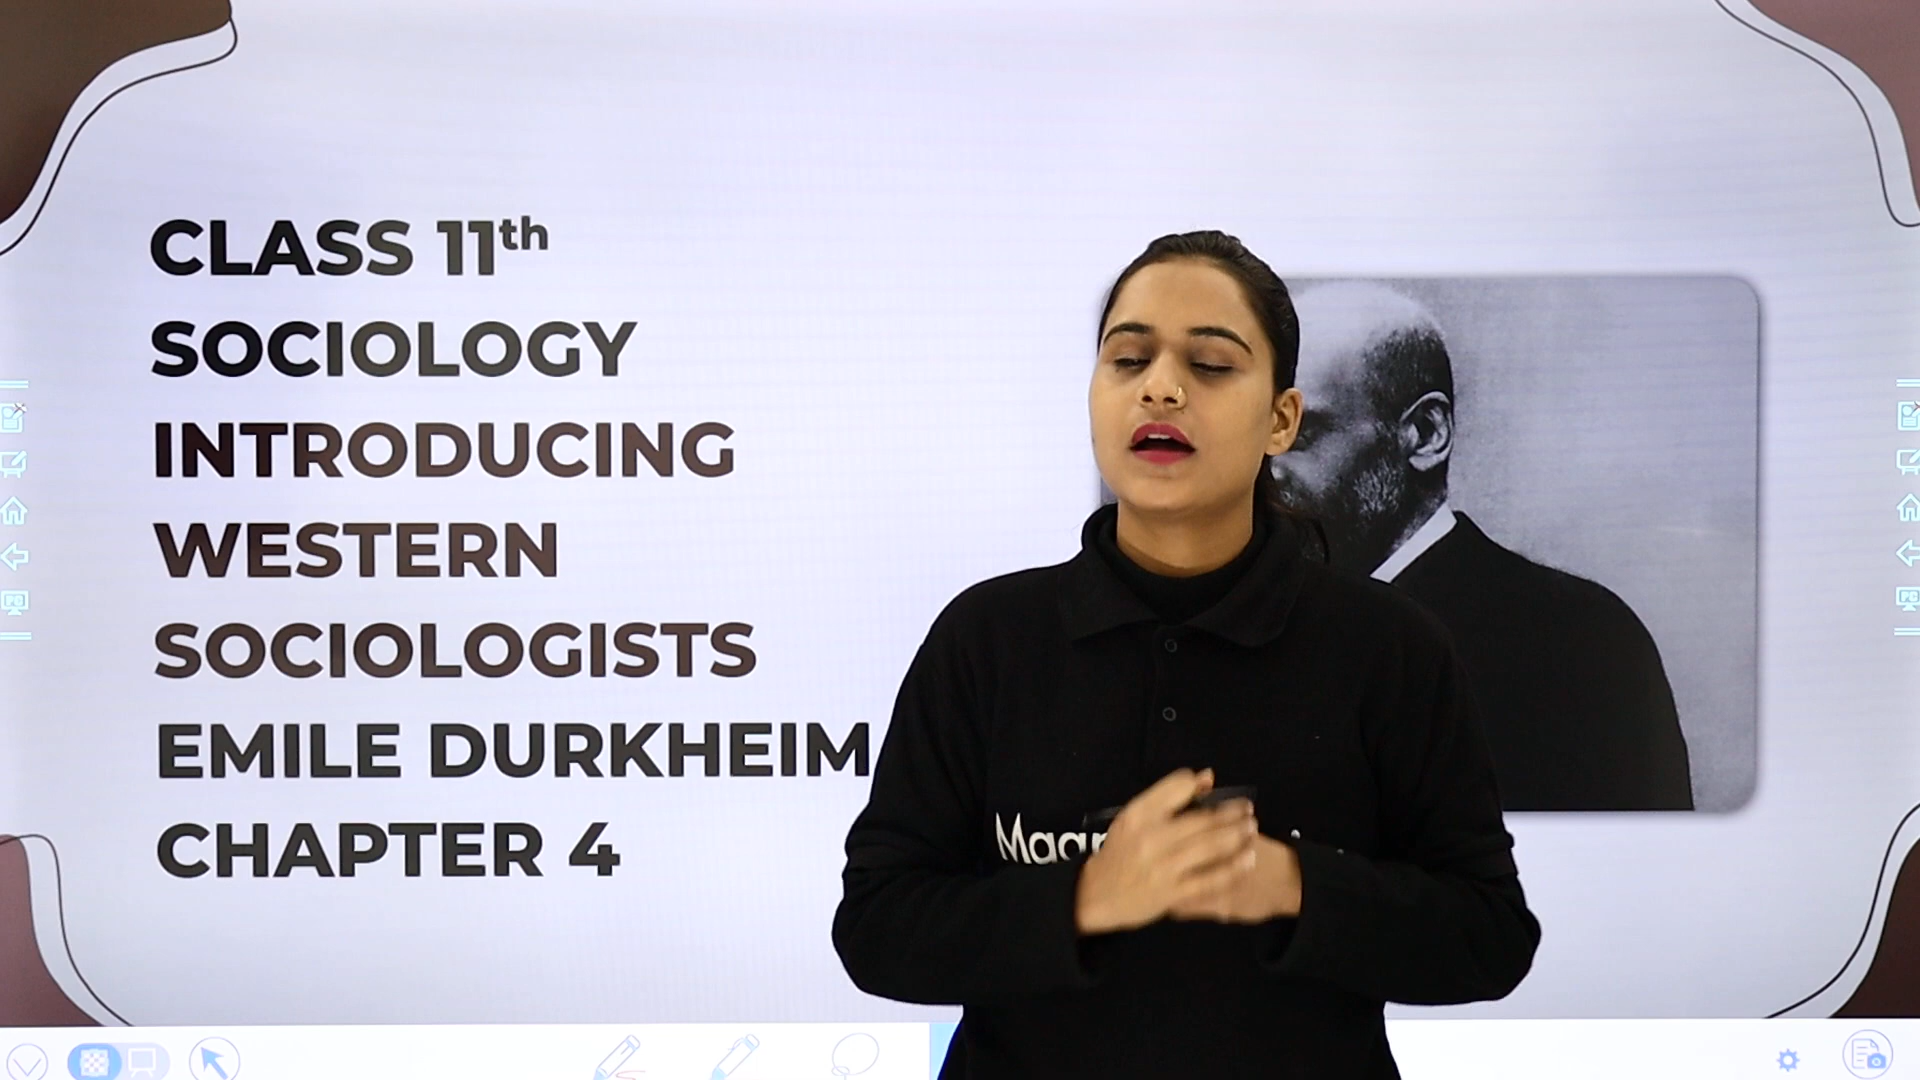 CLASS 11th
SOCIOLOGY
INTRODUCING
WESTERN
SOCIOLOGISTS
EMILE DURKHEIM
CHAPTER 4